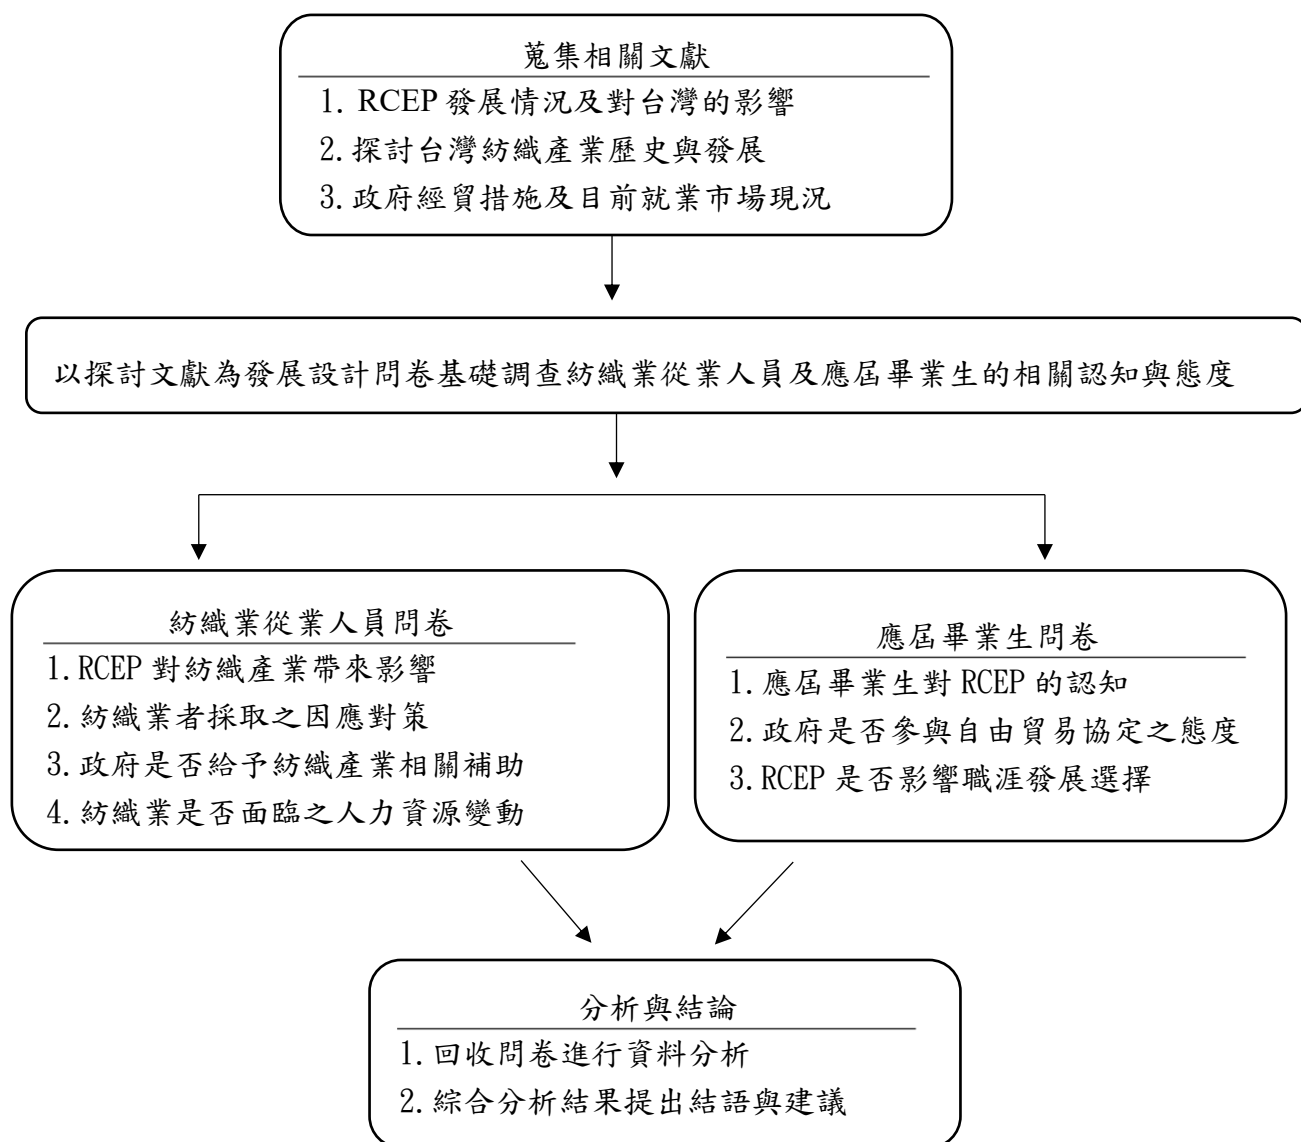 蒐集相關文獻
1. RCEP 發展情況及對台灣的影響
2. 探討台灣紡織產業歷史與發展
3. 政府經貿措施及目前就業市場現況
以探討文獻為發展設計問卷基礎調查紡織業從業人員及應屆畢業生的相關認知與態度
紡織業從業人員問卷
1. RCEP 對紡織產業帶來影響
2. 紡織業者採取之因應對策
3. 政府是否給予紡織產業相關補助
4. 紡織業是否面臨之人力資源變動
應屆畢業生問卷
1. 應屆畢業生對 RCEP 的認知
2. 政府是否參與自由貿易協定之態度
3. RCEP 是否影響職涯發展選擇
分析與結論
1. 回收問卷進行資料分析
2. 綜合分析結果提出結語與建議